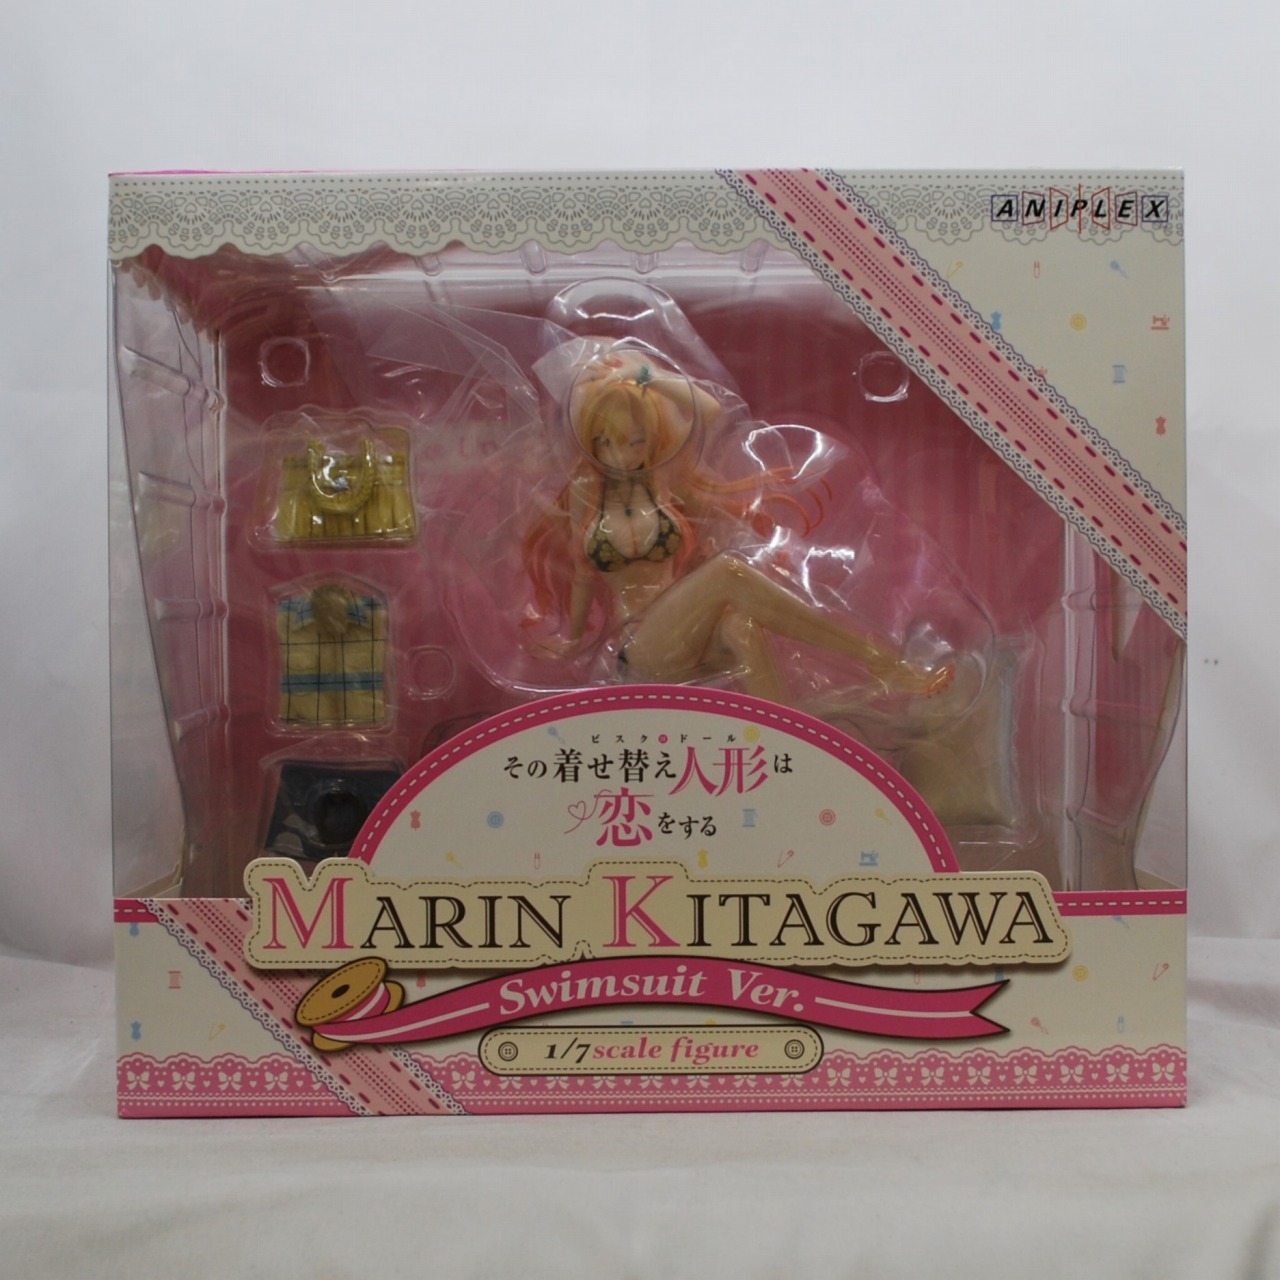 ANIPLEX
ビスク・ドール
その着せ替え人形は
恋をする
MARIN KITAGAWA
Swimsuit Ver.
1/7 scale figure